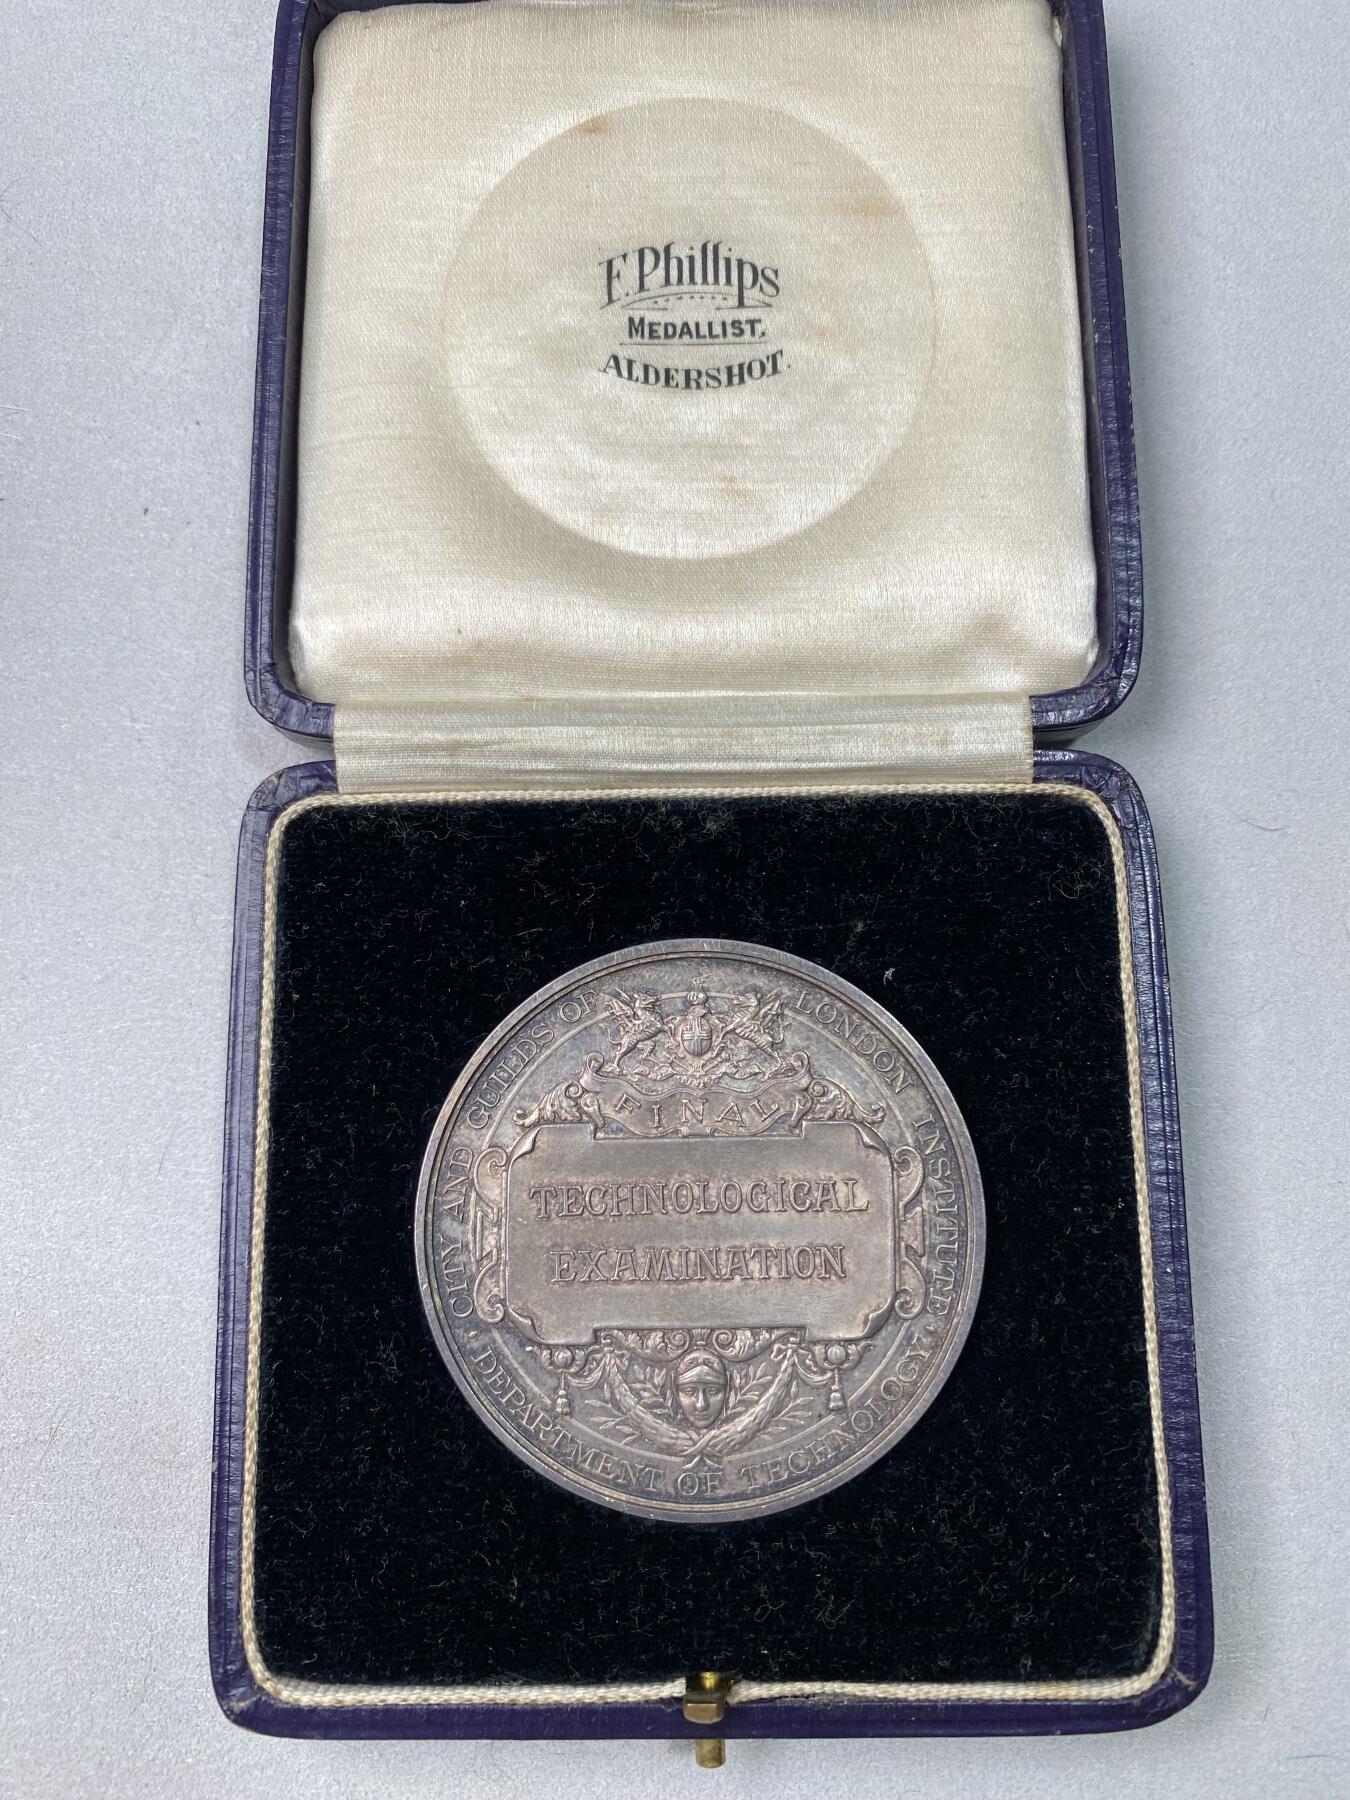 F. Phillips
MEDALLIST.
ALDERSHOT.
CITY AND GUILDS OF LONDON INSTITUTE
FINAL
TECHNOLOGICAL
EXAMINATION
· DEPARTMENT OF TECHNOLOGY ·